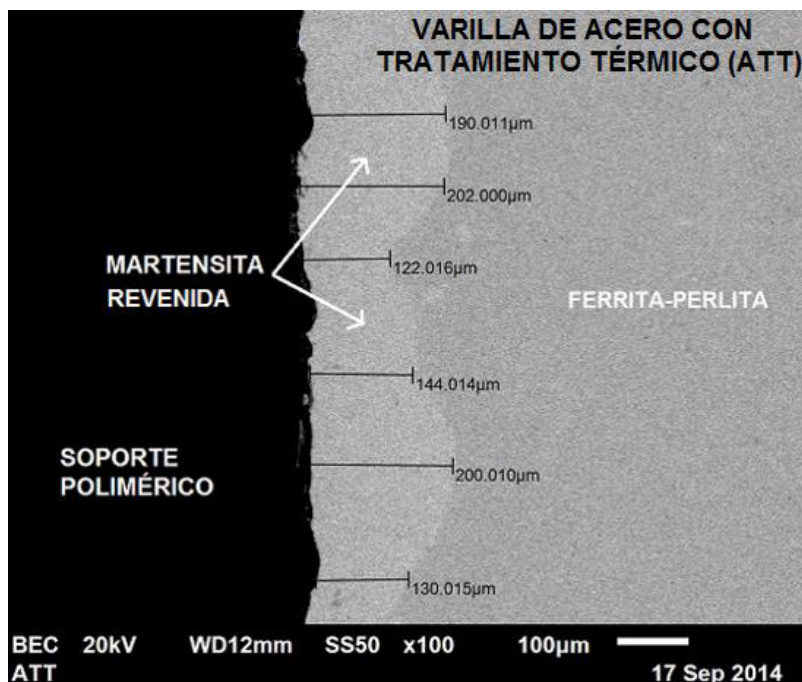 VARILLA DE ACERO CON
TRATAMIENTO TÉRMICO (ATT)
190.011µm
202.000µm
122.016µm
MARTENSITA
REVENIDA
FERRITA-PERLITA
144.014µm
SOPORTE
POLIMÉRICO
200.010µm
130.015µm
BEC 20kV WD12mm SS50 x100 100µm
ATT 17 Sep 2014